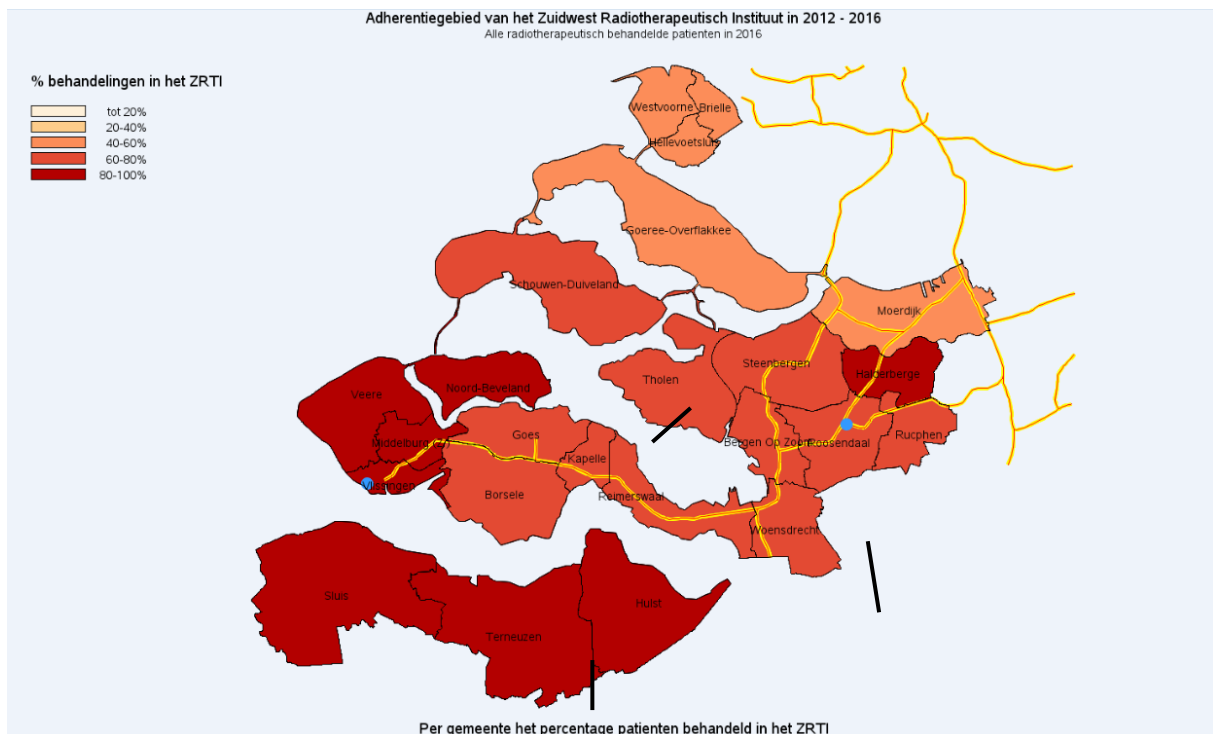 Adherentiegebied van het Zuidwest Radiotherapeutisch Instituut in 2012 - 2016
Alle radiotherapeutisch behandelde patienten in 2016
% behandelingen in het ZRTI
tot 20%
20-40%
40-60%
60-80%
80-100%
Westvoorne
Brielle
Hellevoetsluis
Goeree-Overflakkee
Schouwen-Duiveland
Moerdijk
Steenbergen
Halderberge
Tholen
Noord-Beveland
Veere
Goes
Middelburg (Z)
Bergen Op Zoom
Roosendaal
Rucphen
Kapelle
Vlissingen
Borsele
Reimerswaal
Woensdrecht
Sluis
Hulst
Terneuzen
Per gemeente het percentage patienten behandeld in het ZRTI